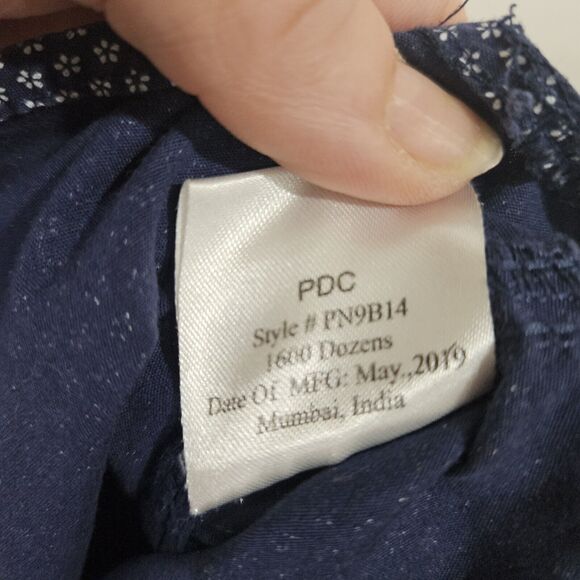 PDC
Style # PN9B14
1600 Dozens
Date Of MFG: May.,2019
Mumbai, India